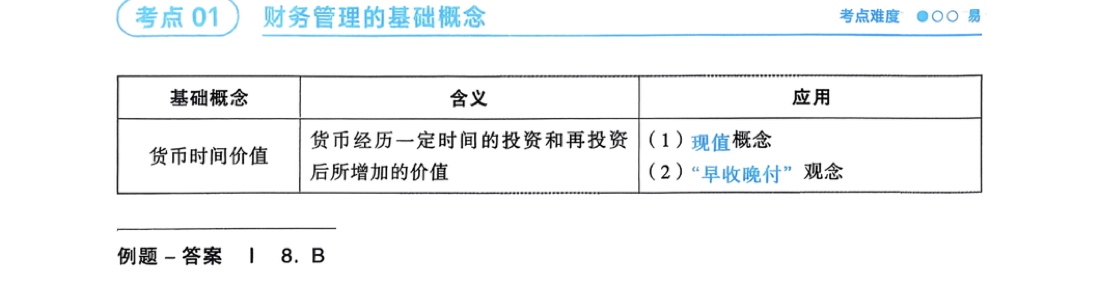 考点 01 财务管理的基础概念 考点难度 ●○○ 易
基础概念 含义 应用
货币时间价值
货币经历一定时间的投资和再投资
后所增加的价值
(1)现值概念
(2)“早收晚付”观念
例题 – 答案 | 8. B